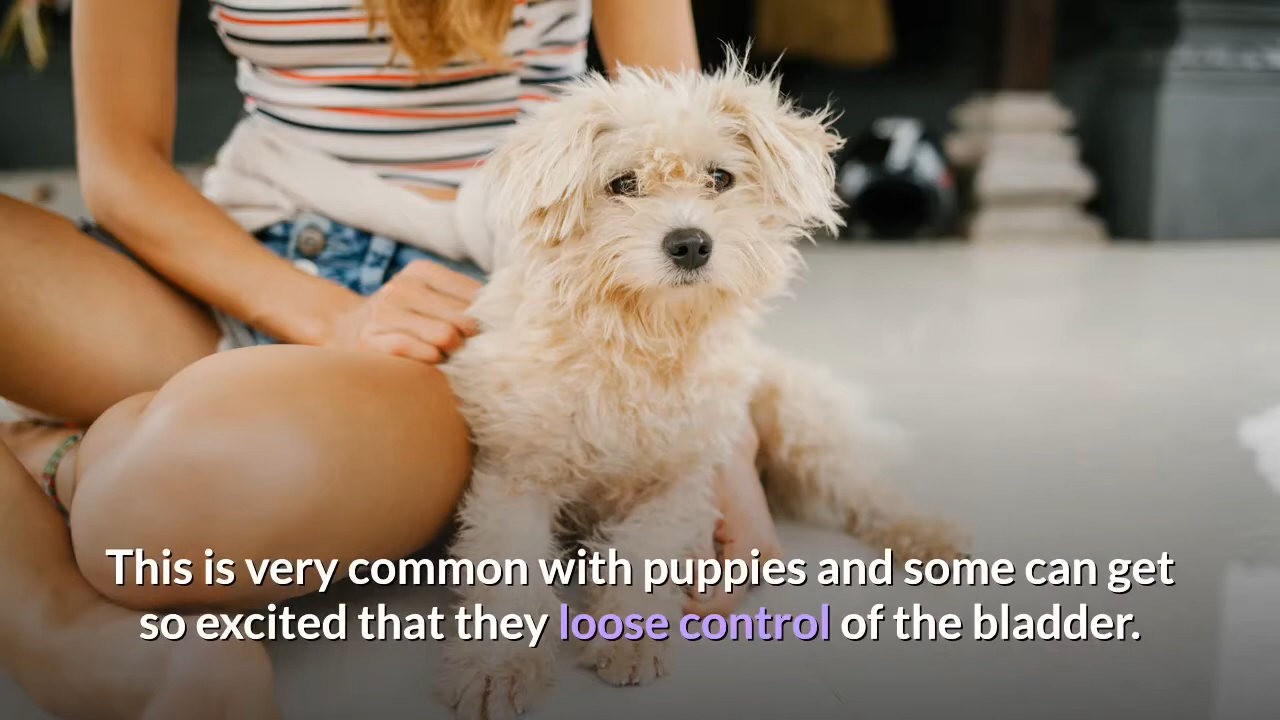 This is very common with puppies and some can get
so excited that they loose control of the bladder.